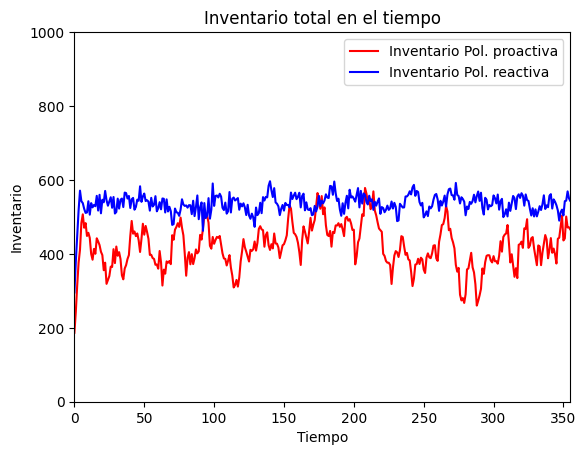 Inventario total en el tiempo
Inventario Pol. proactiva
Inventario Pol. reactiva
1000
800
600
400
200
0
Inventario
0 50 100 150 200 250 300 350
Tiempo